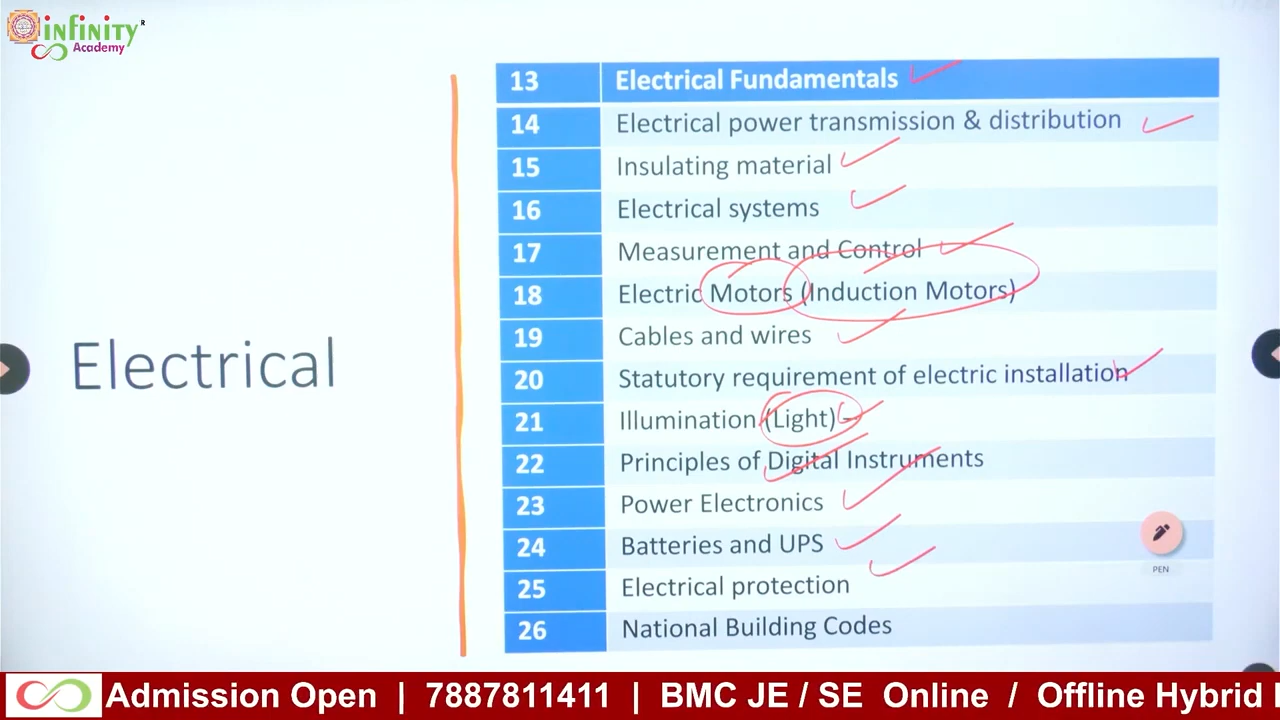 infinity®
Academy
13 Electrical Fundamentals
14 Electrical power transmission & distribution
15 Insulating material
16 Electrical systems
17 Measurement and Control
18 Electric Motors (Induction Motors)
19 Cables and wires
20 Statutory requirement of electric installation
21 Illumination (Light)
22 Principles of Digital Instruments
23 Power Electronics
24 Batteries and UPS
25 Electrical protection
26 National Building Codes
Electrical
PEN
Admission Open | 7887811411 | BMC JE / SE Online / Offline Hybrid